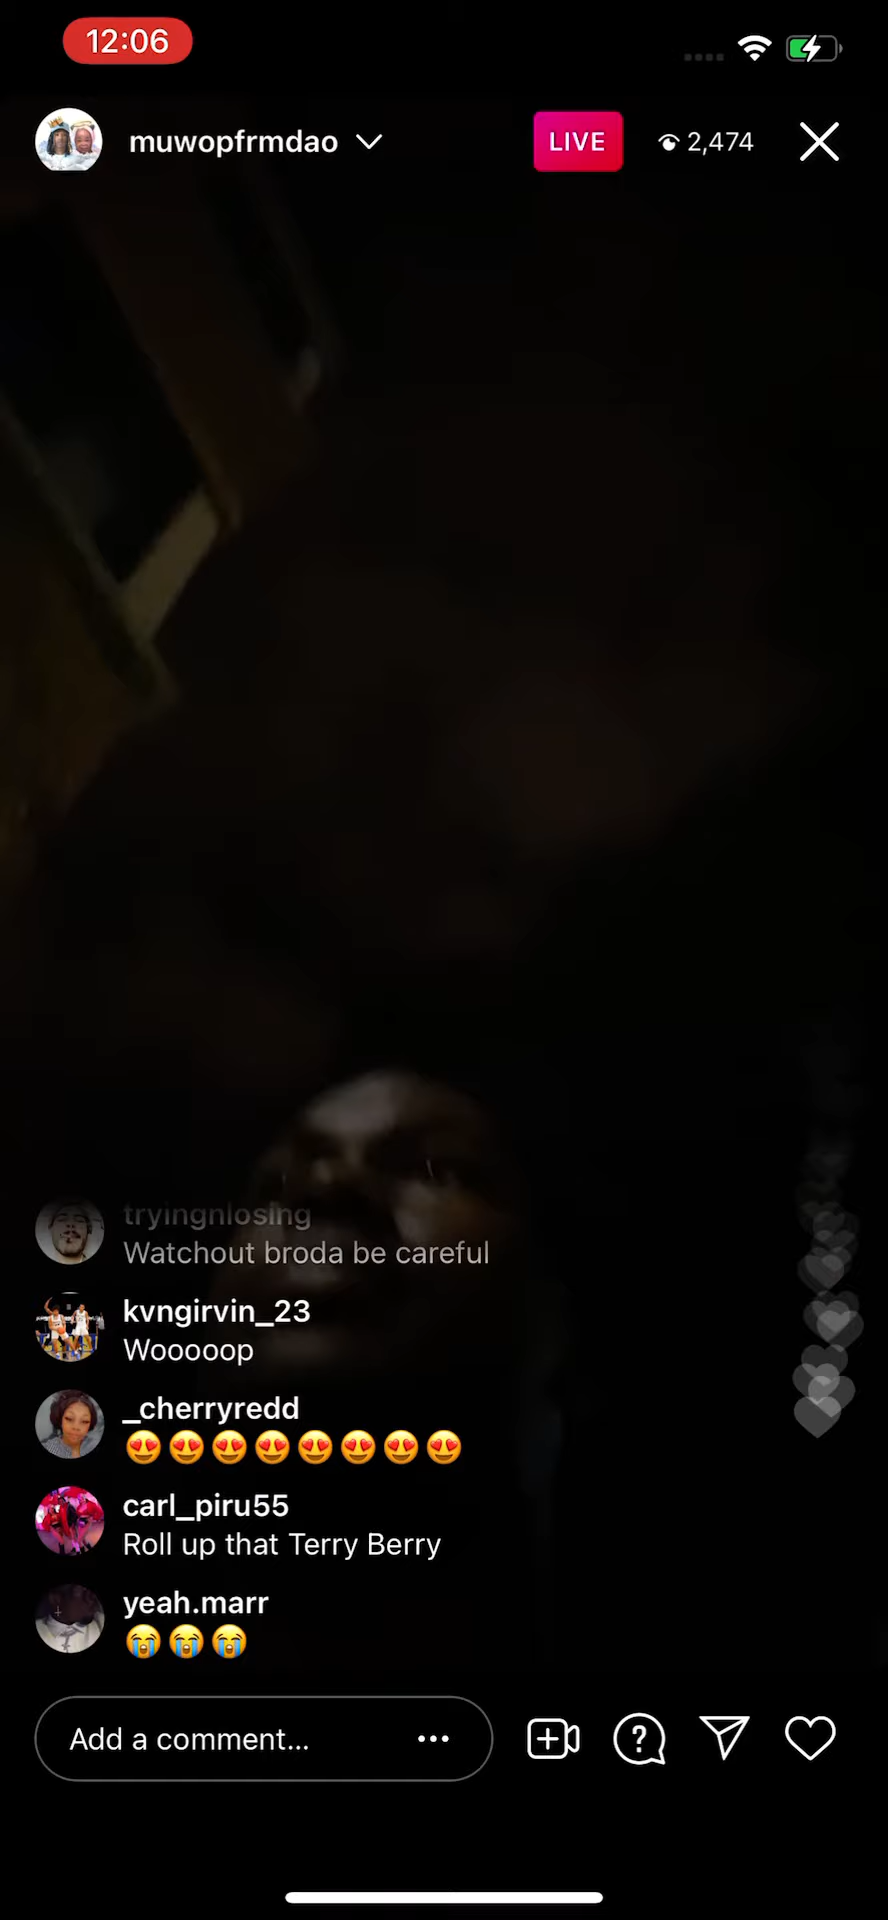 12:06
muwopfrmdao
LIVE
2,474
tryingnlosing
Watchout broda be careful
kvngirvin_23
Wooooop
_cherryredd
😍😍😍😍😍😍😍😍
carl_piru55
Roll up that Terry Berry
yeah.marr
😭😭😭
Add a comment...